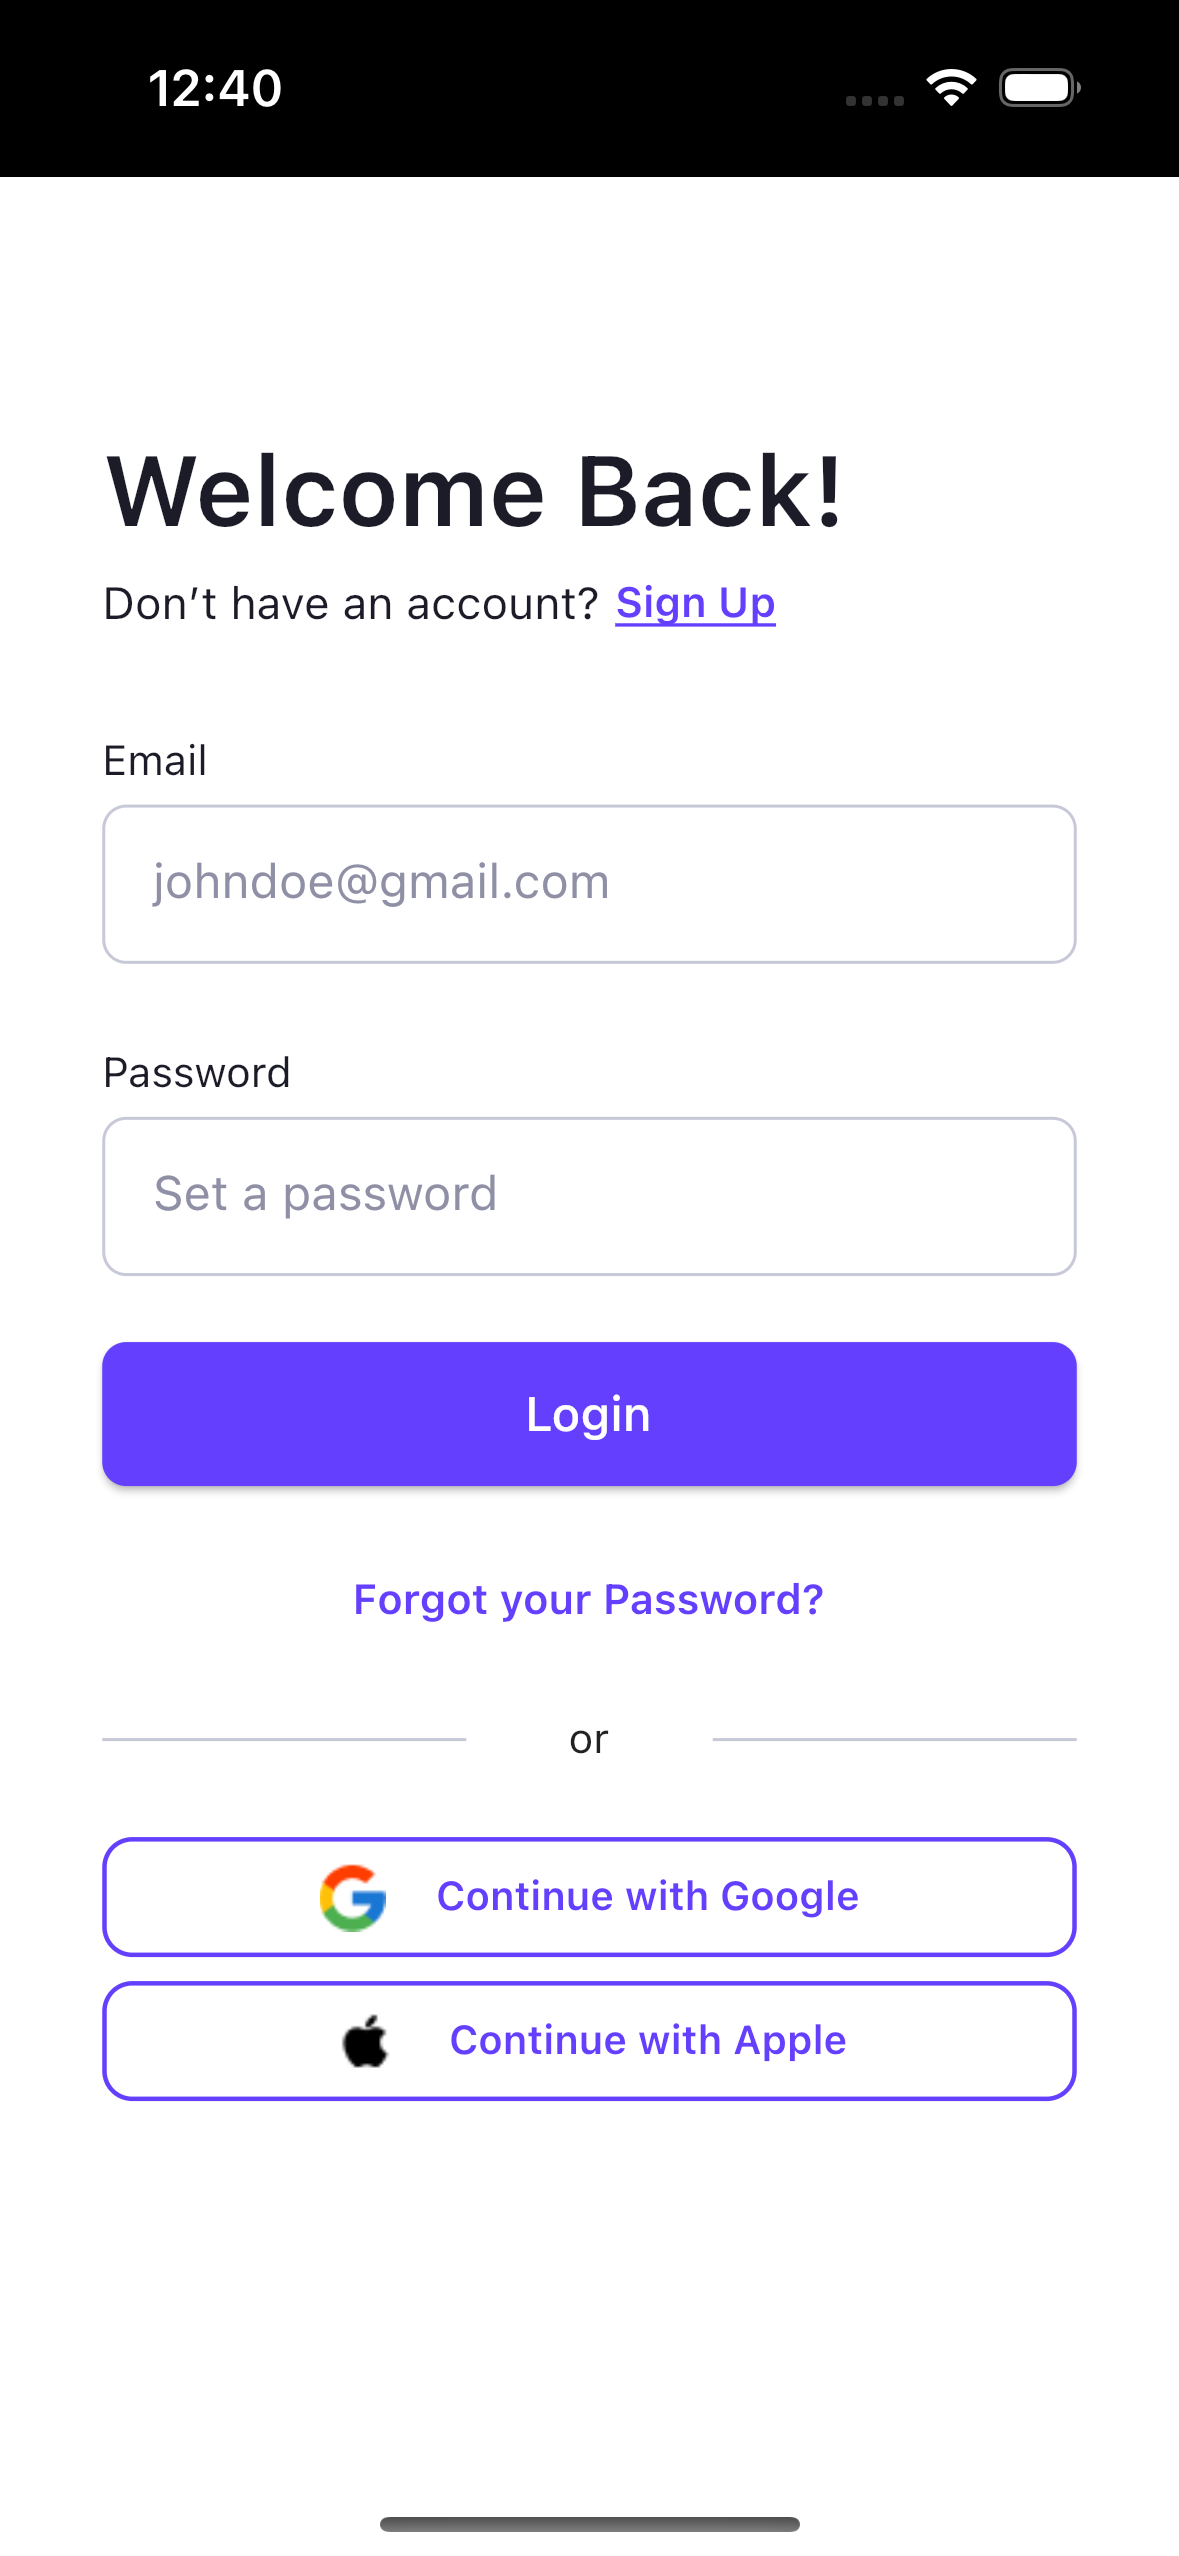 12:40
Welcome Back!
Don’t have an account? Sign Up
Email
johndoe@gmail.com
Password
Set a password
Login
Forgot your Password?
or
Continue with Google
Continue with Apple